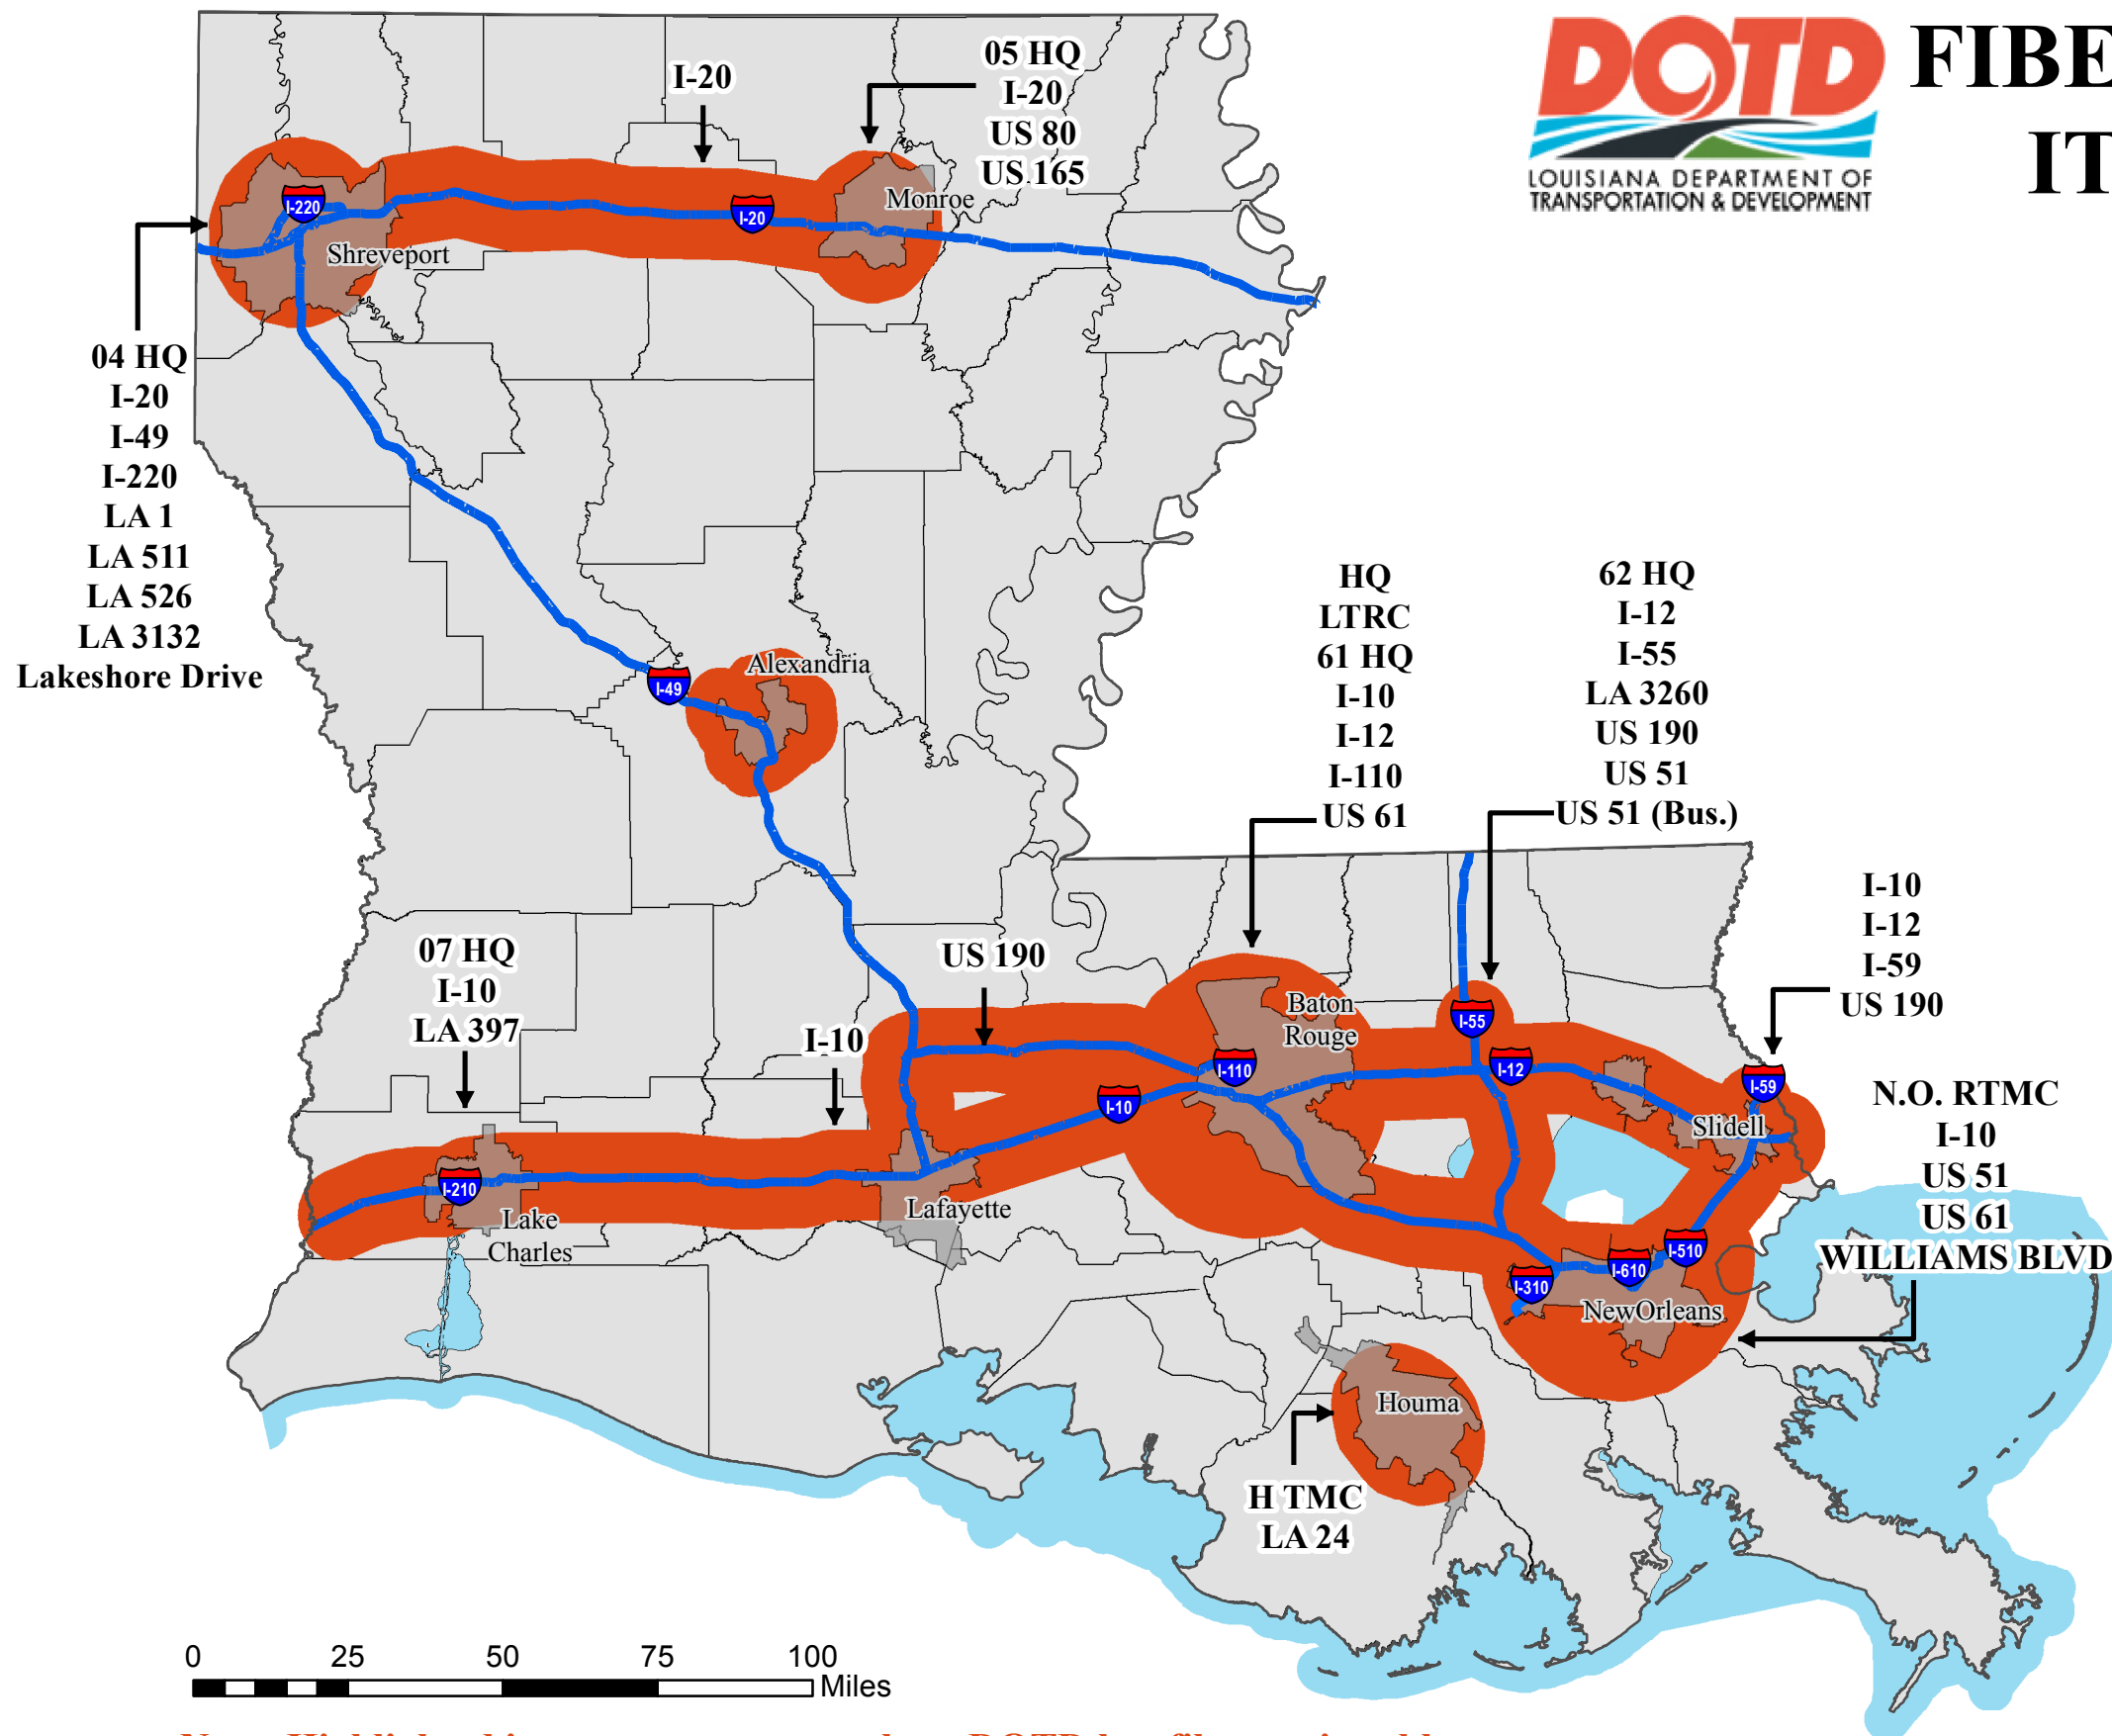 DOTD
LOUISIANA DEPARTMENT OF
TRANSPORTATION & DEVELOPMENT
FIBE
IT
I-20
05 HQ
I-20
US 80
US 165
Monroe
I-220
I-20
Shreveport
04 HQ
I-20
I-49
I-220
LA 1
LA 511
LA 526
LA 3132
Lakeshore Drive
Alexandria
I-49
HQ
LTRC
61 HQ
I-10
I-12
I-110
US 61
62 HQ
I-12
I-55
LA 3260
US 190
US 51
US 51 (Bus.)
I-10
I-12
I-59
US 190
07 HQ
I-10
LA 397
US 190
I-10
Baton
Rouge
I-55
I-110
I-12
I-59
I-10
Slidell
N.O. RTMC
I-10
US 51
US 61
WILLIAMS BLVD
I-210
Lake
Charles
Lafayette
I-510
I-610
I-310
NewOrleans
Houma
H TMC
LA 24
0 25 50 75 100
Miles